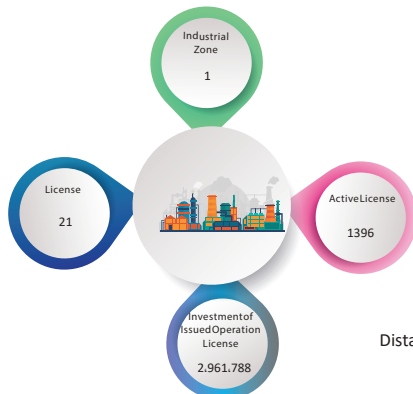 Industrial
Zone
1
License
21
ActiveLicense
1396
Investmentof
IssuedOperation
License
2.961.788
Dista